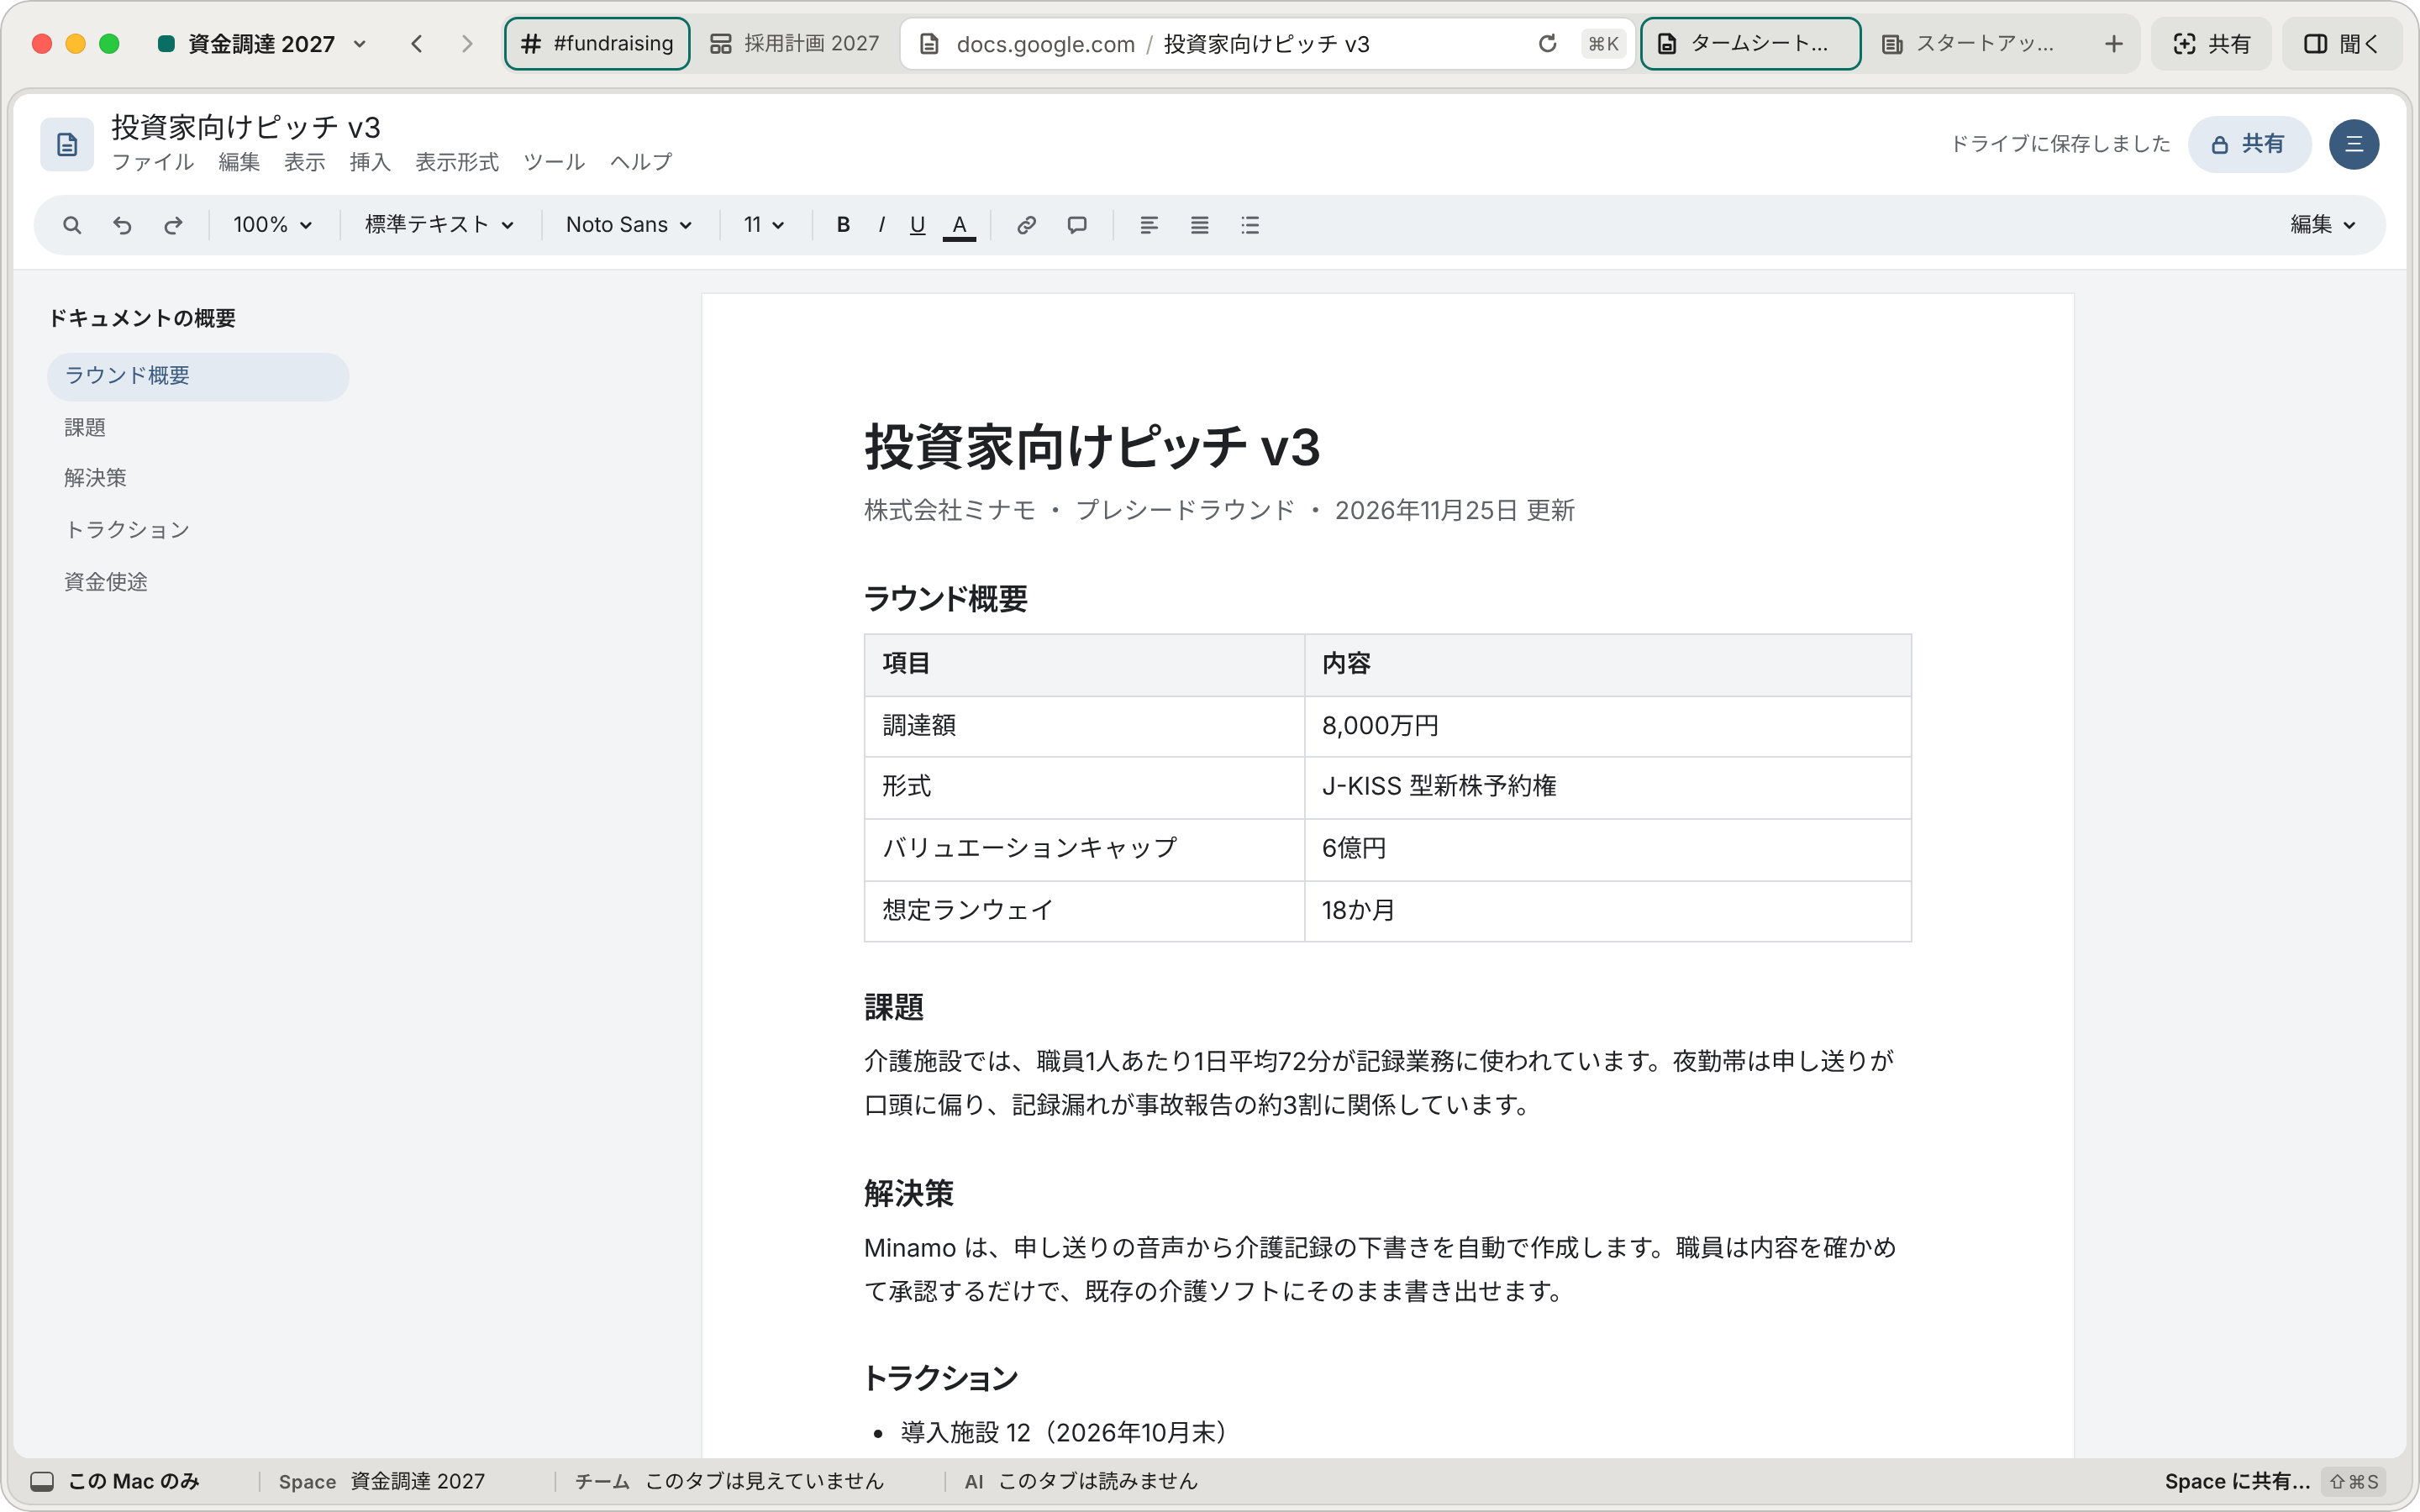 資金調達 2027
#fundraising
採用計画 2027
docs.google.com / 投資家向けピッチ v3
⌘K
タームシート…
スタートアッ…
共有
聞く
投資家向けピッチ v3
ファイル 編集 表示 挿入 表示形式 ツール ヘルプ
ドライブに保存しました
共有
三
100% 標準テキスト Noto Sans 11 B I U A
編集
ドキュメントの概要
ラウンド概要
課題
解決策
トラクション
資金使途
投資家向けピッチ v3
株式会社ミナモ ・ プレシードラウンド ・ 2026年11月25日 更新
ラウンド概要
項目 内容
調達額 8,000万円
形式 J-KISS 型新株予約権
バリュエーションキャップ 6億円
想定ランウェイ 18か月
課題
介護施設では、職員1人あたり1日平均72分が記録業務に使われています。夜勤帯は申し送りが
口頭に偏り、記録漏れが事故報告の約3割に関係しています。
解決策
Minamo は、申し送りの音声から介護記録の下書きを自動で作成します。職員は内容を確かめ
て承認するだけで、既存の介護ソフトにそのまま書き出せます。
トラクション
• 導入施設 12（2026年10月末）
この Mac のみ
Space 資金調達 2027
チーム このタブは見えていません
AI このタブは読みません
Space に共有… ⇧⌘S